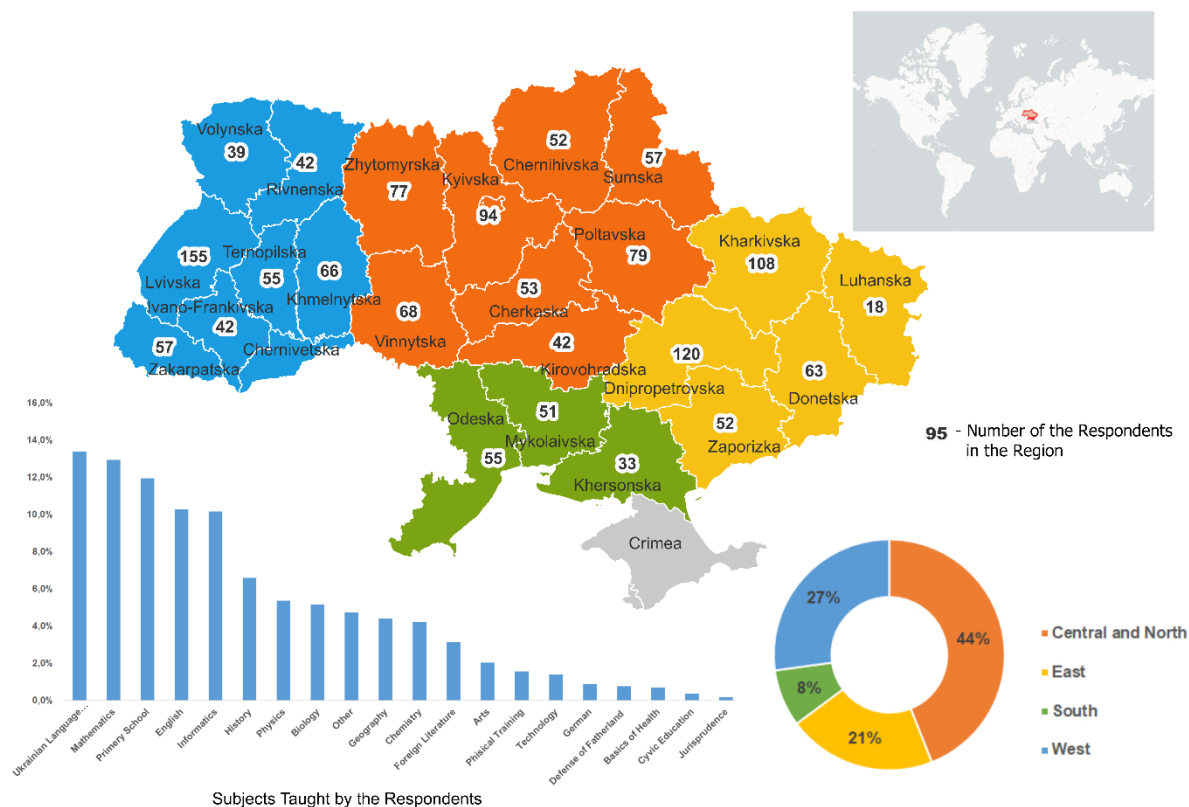 Volynska
39
42
Rivnenska
Zhytomyrska
77
Kyivska
94
52
Chernihivska
57
Sumska
155
Lvivska
Ternopilska
55
66
Khmelnytska
Ivano-Frankivska
42
57
Zakarpatska
Chernivetska
68
Vinnytska
53
Cherkaska
Poltavska
79
42
Kirovohradska
Kharkivska
108
Luhanska
18
120
Dnipropetrovska
63
Donetska
52
Zaporizka
Odeska
55
51
Mykolaivska
33
Khersonska
Crimea
95 - Number of the Respondents
in the Region
16,0%
14,0%
12,0%
10,0%
8,0%
6,0%
4,0%
2,0%
0,0%
Ukrainian Language...
Mathematics
Primary School
English
Informatics
History
Physics
Biology
Other
Geography
Chemistry
Foreign Literature
Arts
Phisical Training
Technology
German
Defense of Fatherland
Basics of Health
Cyvic Education
Jurisprudence
Subjects Taught by the Respondents
27%
44%
8%
21%
Central and North
East
South
West